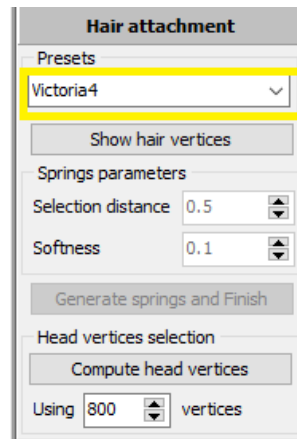 Hair attachment
Presets
Victoria4
Show hair vertices
Springs parameters
Selection distance 0.5
Softness 0.1
Generate springs and Finish
Head vertices selection
Compute head vertices
Using 800 vertices